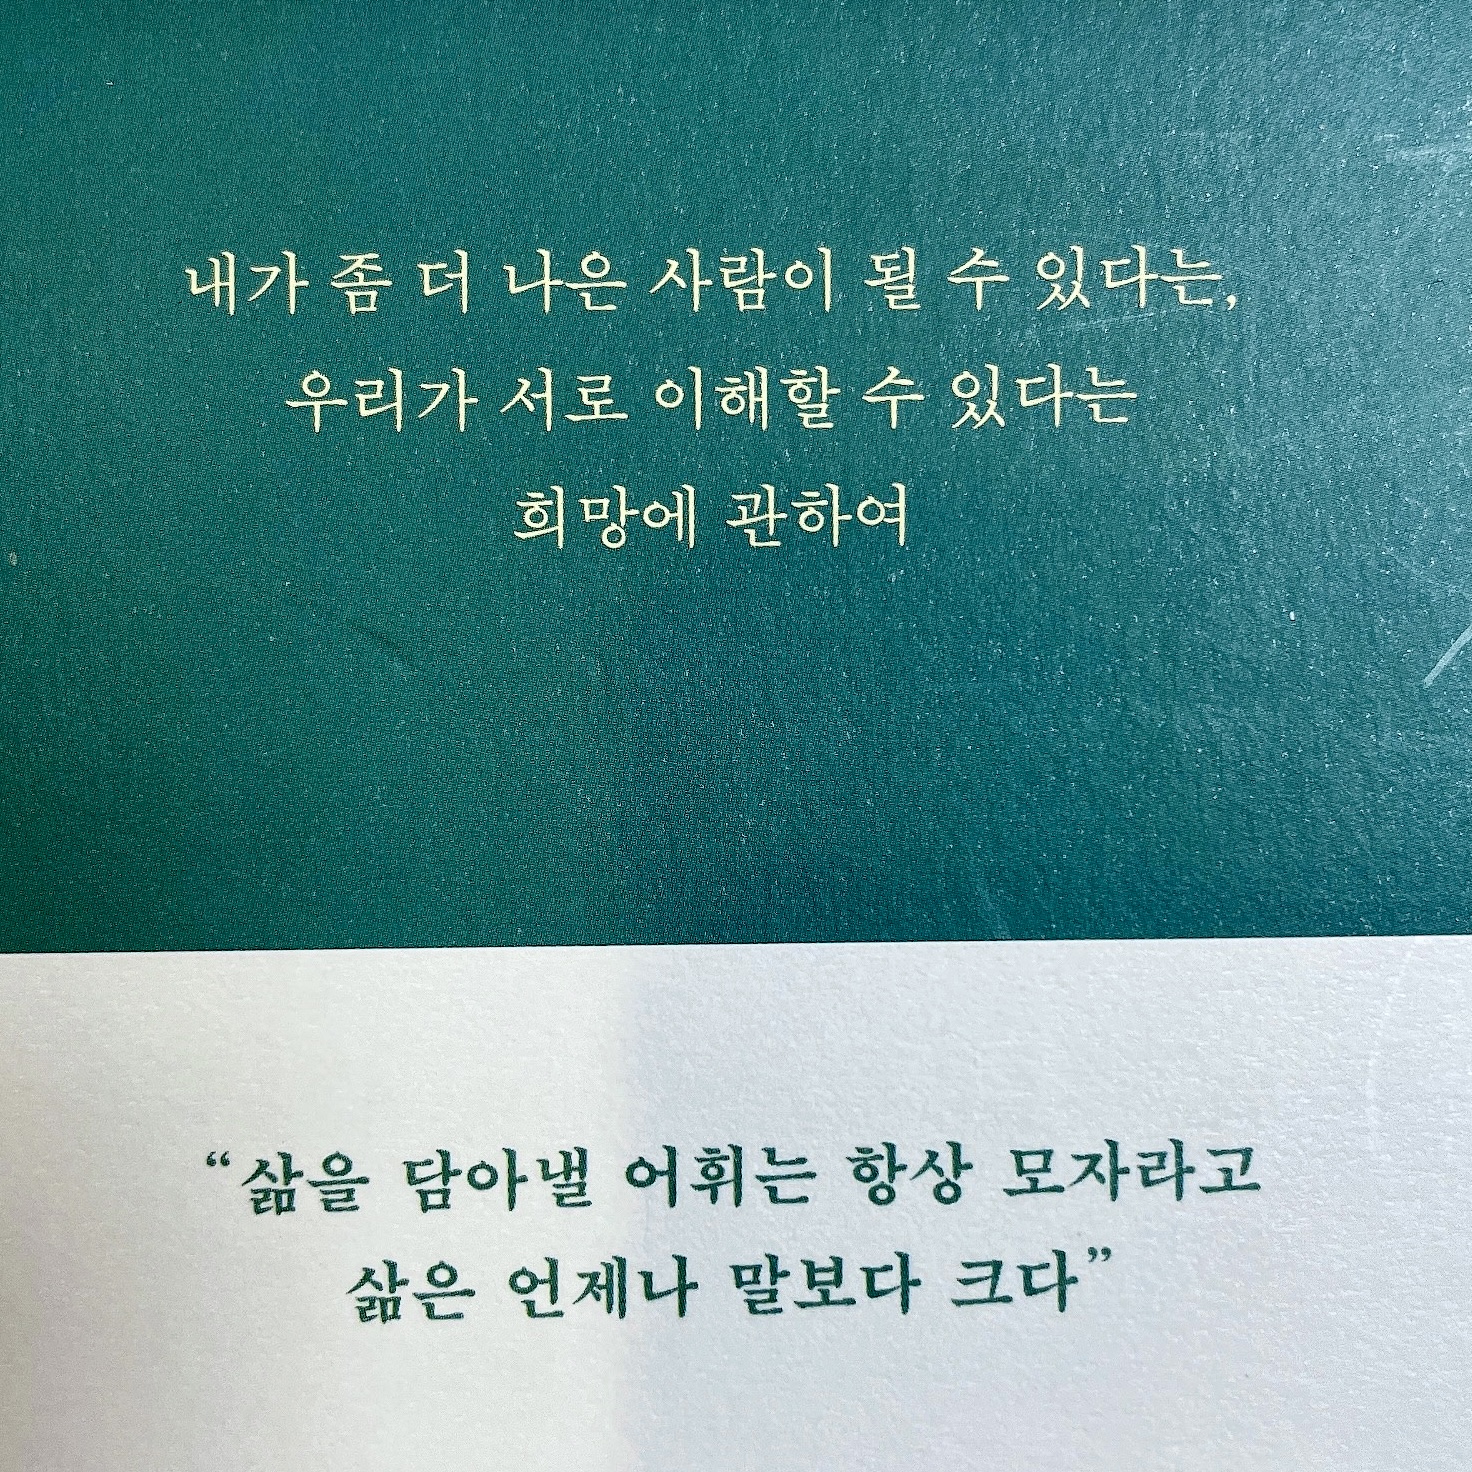 내가 좀 더 나은 사람이 될 수 있다는,
우리가 서로 이해할 수 있다는
희망에 관하여
“삶을 담아낼 어휘는 항상 모자라고
삶은 언제나 말보다 크다”